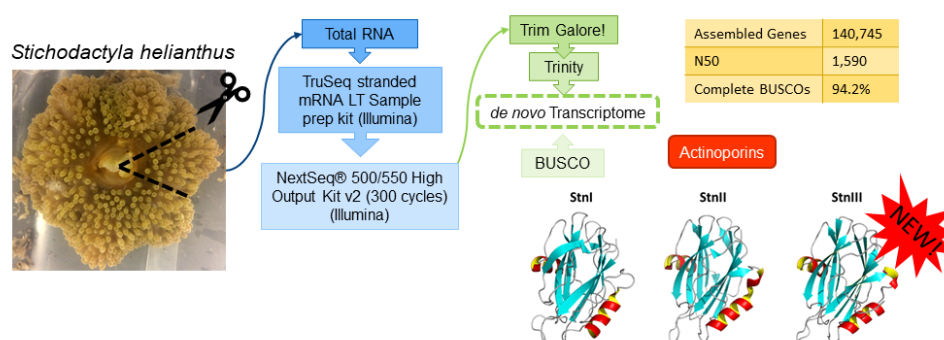 Stichodactyla helianthus
Total RNA
TruSeq stranded
mRNA LT Sample
prep kit (Illumina)
NextSeq® 500/550 High
Output Kit v2 (300 cycles)
(Illumina)
Trim Galore!
Trinity
de novo Transcriptome
BUSCO
Assembled Genes 140,745
N50 1,590
Complete BUSCOs 94.2%
Actinoporins
StnI StnII StnIII
NEW!